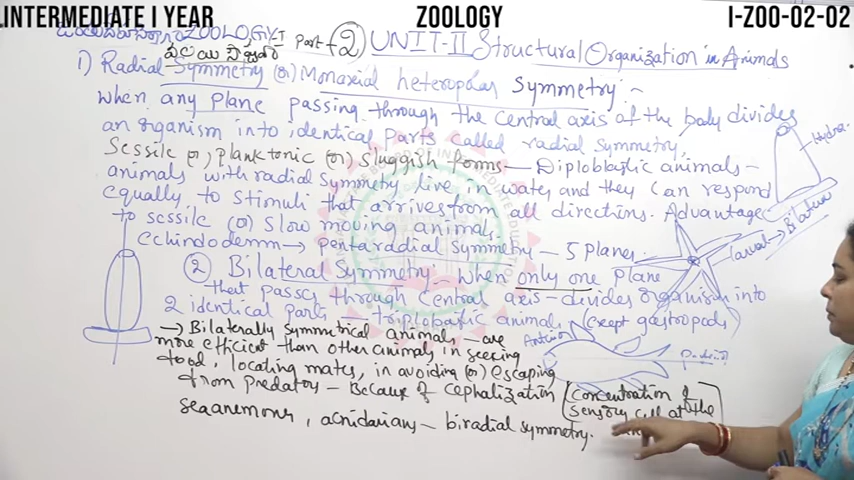 INTERMEDIATE I YEAR
ZOOLOGY
I-ZOO-02-02
ZOOLOGY-I Part-2 UNIT-II Structural Organization in Animals
1) Radial Symmetry (or) Monaxial heteropolar Symmetry :-
when any plane passing through the central axis of the body divides
an organism into identical parts called radial symmetry.
Sessile (or) Planktonic (or) Sluggish forms — Diploblastic animals —
animals with radial symmetry live in water and they can respond
equally to stimuli that arrives from all directions. Advantage
to sessile (or) slow moving animals.
echinoderm → pentaradial symmetry — 5 planes.
Hydra
Larval → Bilateral
2 Bilateral Symmetry — When only one plane
that passes through central axis — divides organism into
2 identical parts — triploblastic animals (except gastropods)
→ Bilaterally symmetrical animals — are
more efficient than other animals in seeking
food, locating mates, in avoiding (or) escaping
from predators — Because of cephalization (concentration of
sensory cell at the
Anterior
seaanemons, acnidarians — biradial symmetry.